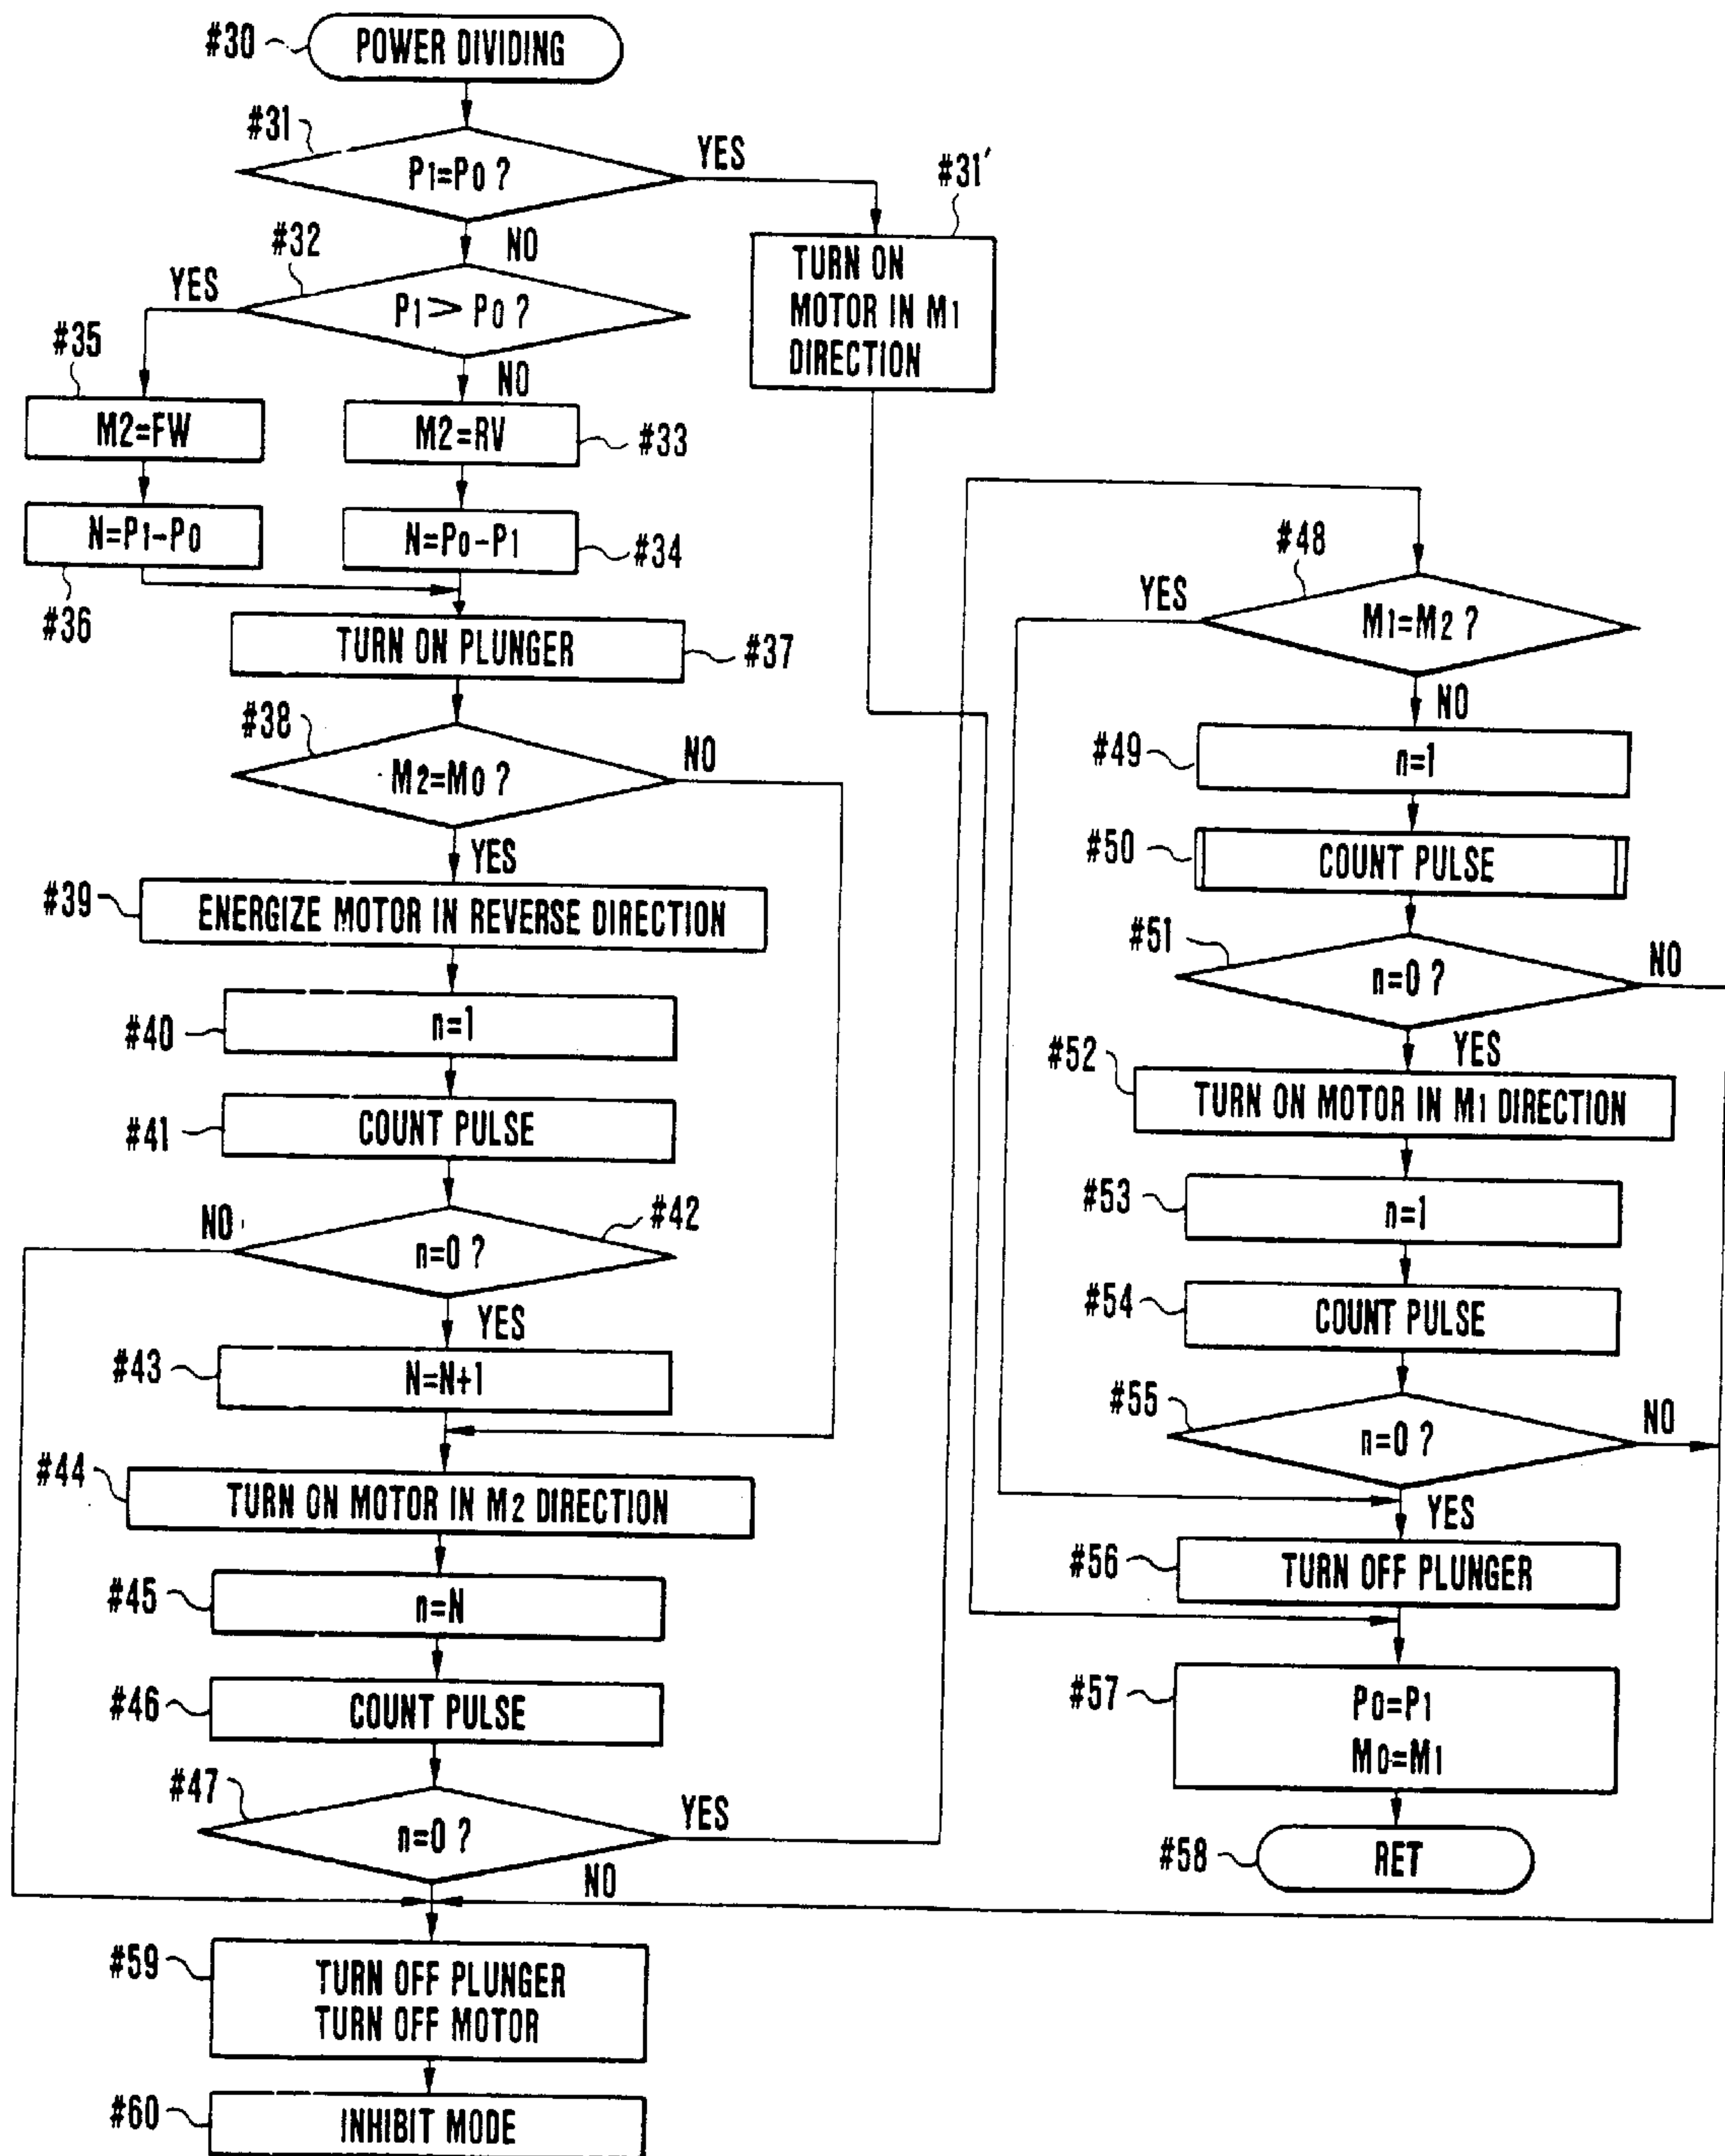 #30
POWER DIVIDING
#31
P1=P0 ?
YES
#31'
NO
TURN ON
MOTOR IN M1
DIRECTION
#32
YES
P1 > P0 ?
NO
#35
M2=FW
M2=RV
#33
N=P1-P0
#36
N=P0-P1
#34
TURN ON PLUNGER
#37
#38
M2=M0 ?
NO
YES
#39
ENERGIZE MOTOR IN REVERSE DIRECTION
#40
n=1
#41
COUNT PULSE
NO
#42
n=0 ?
YES
#43
N=N+1
#44
TURN ON MOTOR IN M2 DIRECTION
#45
n=N
#46
COUNT PULSE
#47
n=0 ?
YES
NO
#48
YES
M1=M2 ?
NO
#49
n=1
#50
COUNT PULSE
#51
n=0 ?
NO
YES
#52
TURN ON MOTOR IN M1 DIRECTION
#53
n=1
#54
COUNT PULSE
#55
n=0 ?
NO
YES
#56
TURN OFF PLUNGER
#57
P0=P1
M0=M1
#58
RET
#59
TURN OFF PLUNGER
TURN OFF MOTOR
#60
INHIBIT MODE